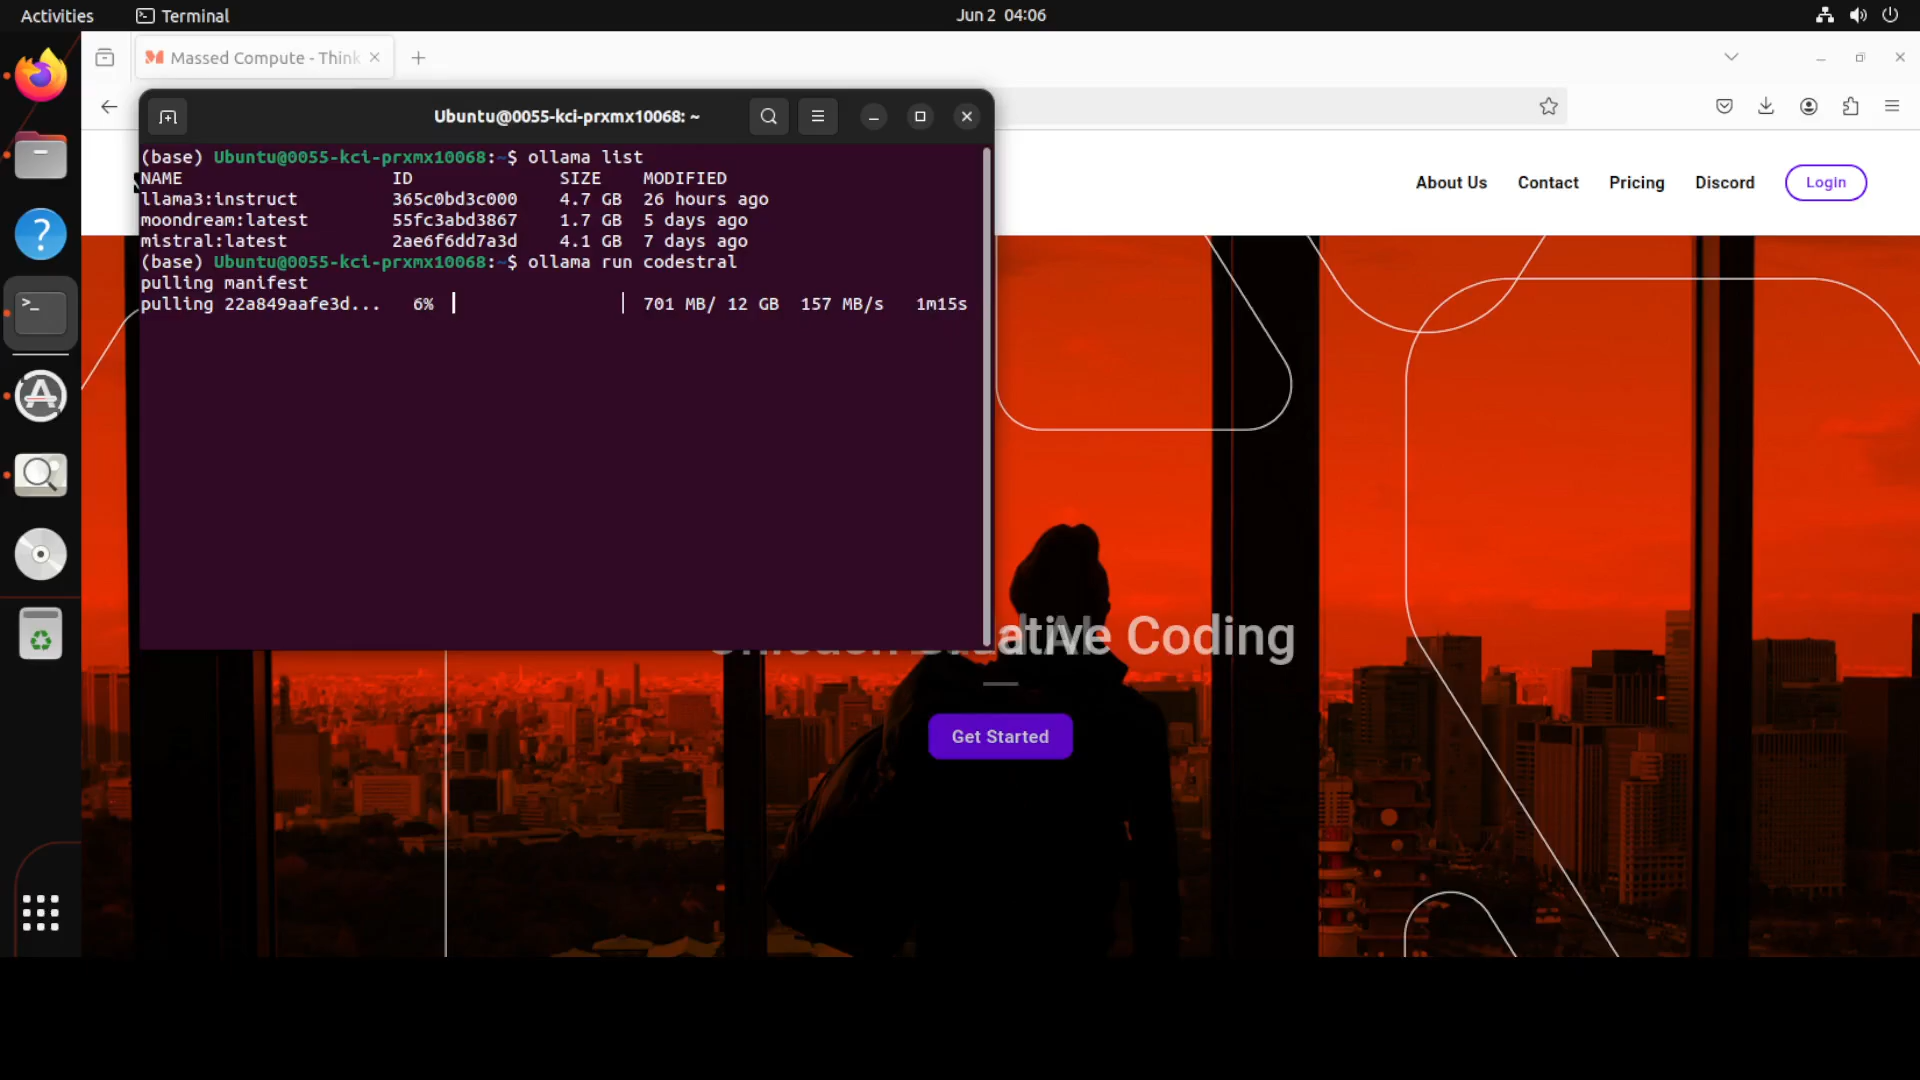 Activities
Terminal
Jun 2 04:06
Massed Compute - Think
Ubuntu@0055-kci-prxmx10068: ~
(base) Ubuntu@0055-kci-prxmx10068:~$ ollama list
NAME ID SIZE MODIFIED
llama3:instruct 365c0bd3c000 4.7 GB 26 hours ago
moondream:latest 55fc3abd3867 1.7 GB 5 days ago
mistral:latest 2ae6f6dd7a3d 4.1 GB 7 days ago
(base) Ubuntu@0055-kci-prxmx10068:~$ ollama run codestral
pulling manifest
pulling 22a849aafe3d... 6% 701 MB/ 12 GB 157 MB/s 1m15s
About Us
Contact
Pricing
Discord
Login
Coding
Get Started